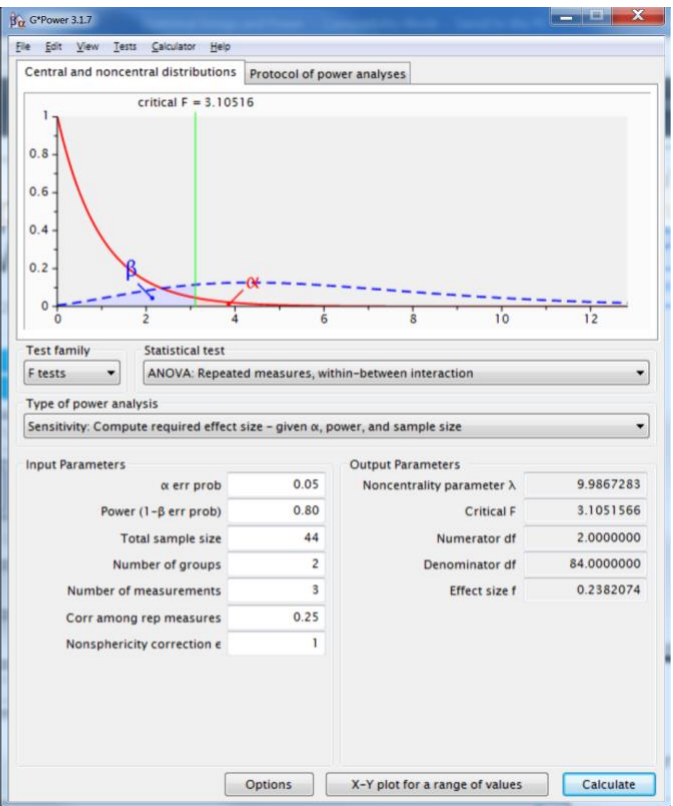 βα G*Power 3.1.7
File Edit View Tests Calculator Help
Central and noncentral distributions Protocol of power analyses
critical F = 3.10516
1
0.8
0.6
0.4
0.2
0
β
α
0 2 4 6 8 10 12
Test family Statistical test
F tests ANOVA: Repeated measures, within-between interaction
Type of power analysis
Sensitivity: Compute required effect size - given α, power, and sample size
Input Parameters Output Parameters
α err prob 0.05 Noncentrality parameter λ 9.9867283
Power (1-β err prob) 0.80 Critical F 3.1051566
Total sample size 44 Numerator df 2.0000000
Number of groups 2 Denominator df 84.0000000
Number of measurements 3 Effect size f 0.2382074
Corr among rep measures 0.25
Nonsphericity correction ϵ 1
Options X-Y plot for a range of values Calculate